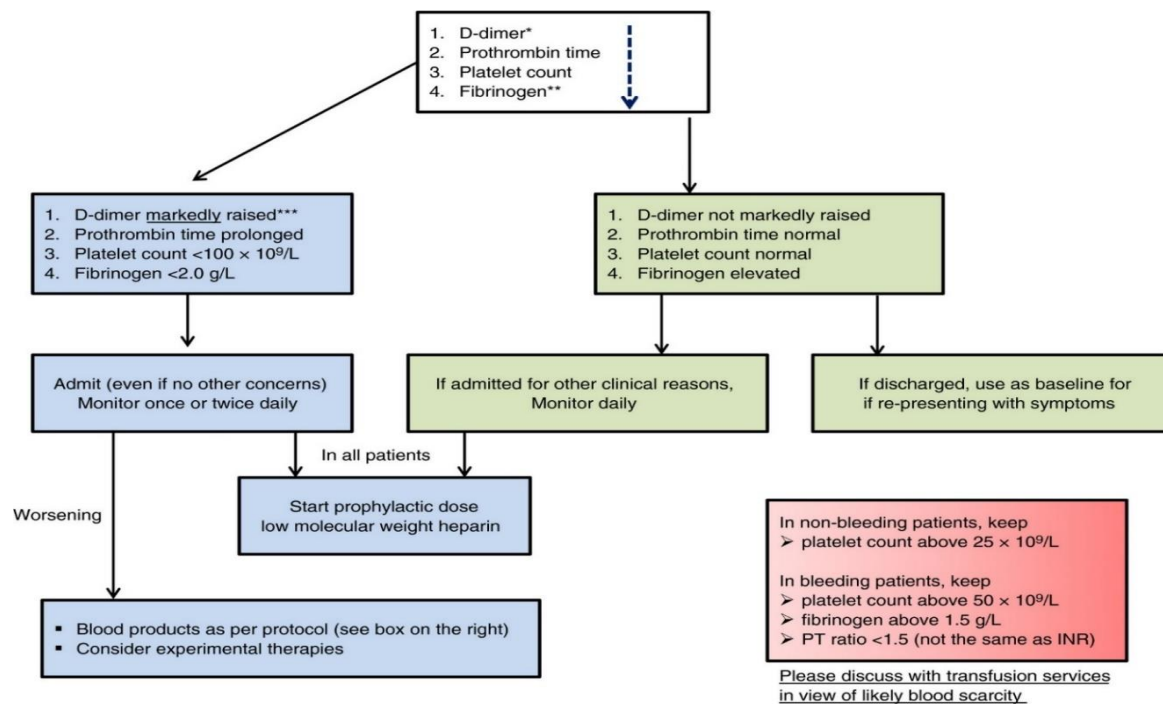 1. D-dimer*
2. Prothrombin time
3. Platelet count
4. Fibrinogen**
1. D-dimer markedly raised***
2. Prothrombin time prolonged
3. Platelet count <100 × 10⁹/L
4. Fibrinogen <2.0 g/L
1. D-dimer not markedly raised
2. Prothrombin time normal
3. Platelet count normal
4. Fibrinogen elevated
Admit (even if no other concerns)
Monitor once or twice daily
If admitted for other clinical reasons,
Monitor daily
If discharged, use as baseline for
if re-presenting with symptoms
In all patients
Worsening
Start prophylactic dose
low molecular weight heparin
▪ Blood products as per protocol (see box on the right)
▪ Consider experimental therapies
In non-bleeding patients, keep
➢ platelet count above 25 × 10⁹/L
In bleeding patients, keep
➢ platelet count above 50 × 10⁹/L
➢ fibrinogen above 1.5 g/L
➢ PT ratio <1.5 (not the same as INR)
Please discuss with transfusion services
in view of likely blood scarcity